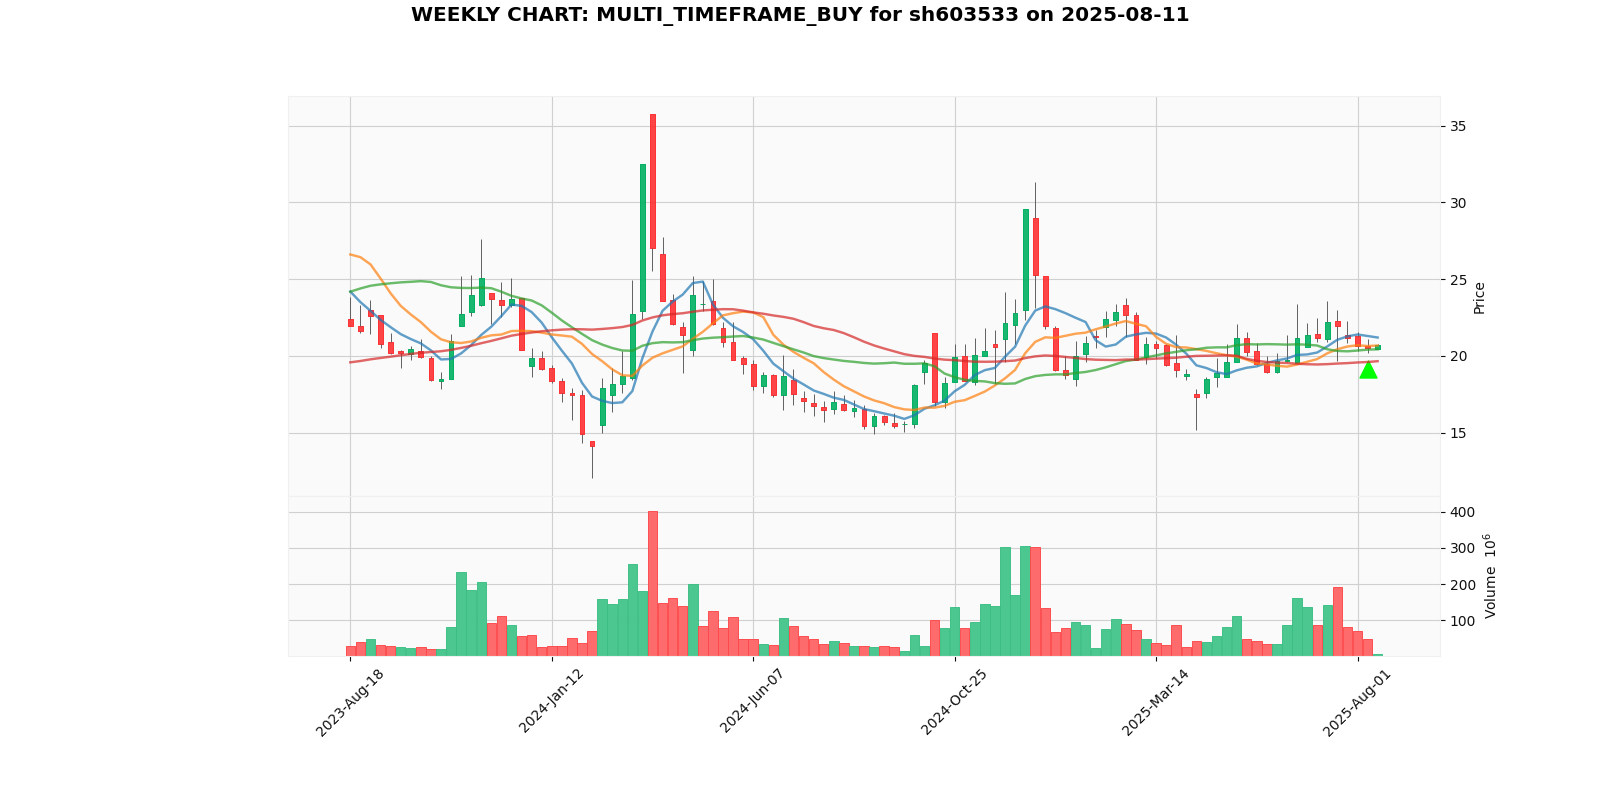 WEEKLY CHART: MULTI_TIMEFRAME_BUY for sh603533 on 2025-08-11
35
30
25
20
15
Price
400
300
200
100
Volume 10⁶
2023-Aug-18
2024-Jan-12
2024-Jun-07
2024-Oct-25
2025-Mar-14
2025-Aug-01